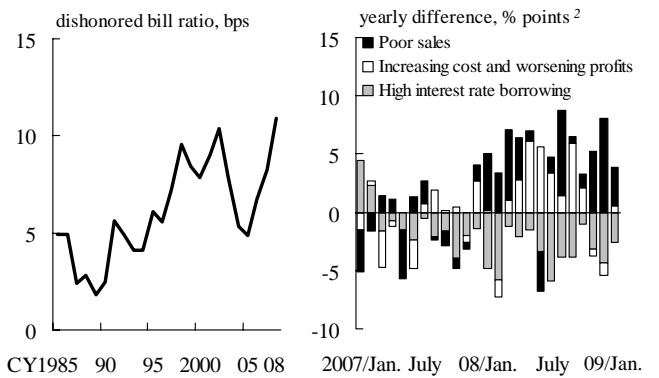 dishonored bill ratio, bps
15
10
5
0
CY1985 90 95 2000 05 08
yearly difference, % points 2
15
10
5
0
-5
-10
Poor sales
Increasing cost and worsening profits
High interest rate borrowing
2007/Jan. July 08/Jan. July 09/Jan.